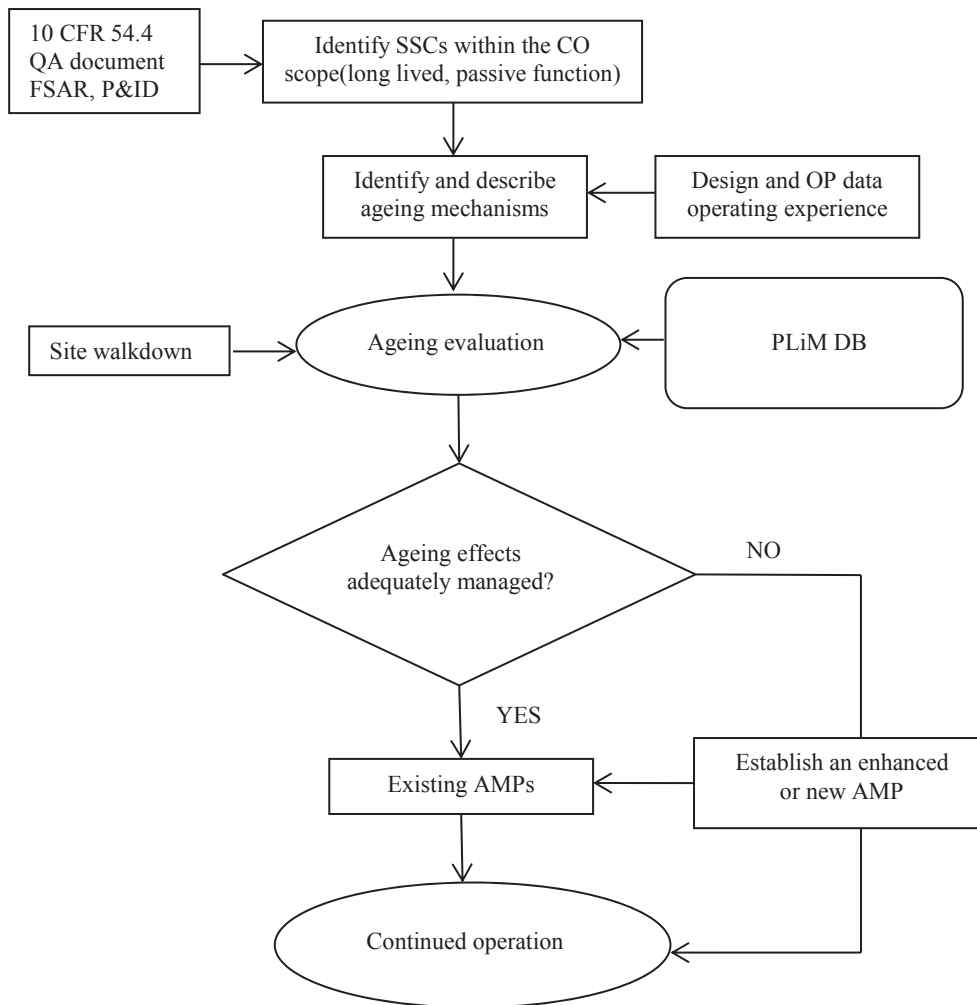 10 CFR 54.4
QA document
FSAR, P&ID
Identify SSCs within the CO
scope(long lived, passive function)
Identify and describe
ageing mechanisms
Design and OP data
operating experience
Site walkdown
Ageing evaluation
PLiM DB
Ageing effects
adequately managed?
NO
YES
Existing AMPs
Establish an enhanced
or new AMP
Continued operation